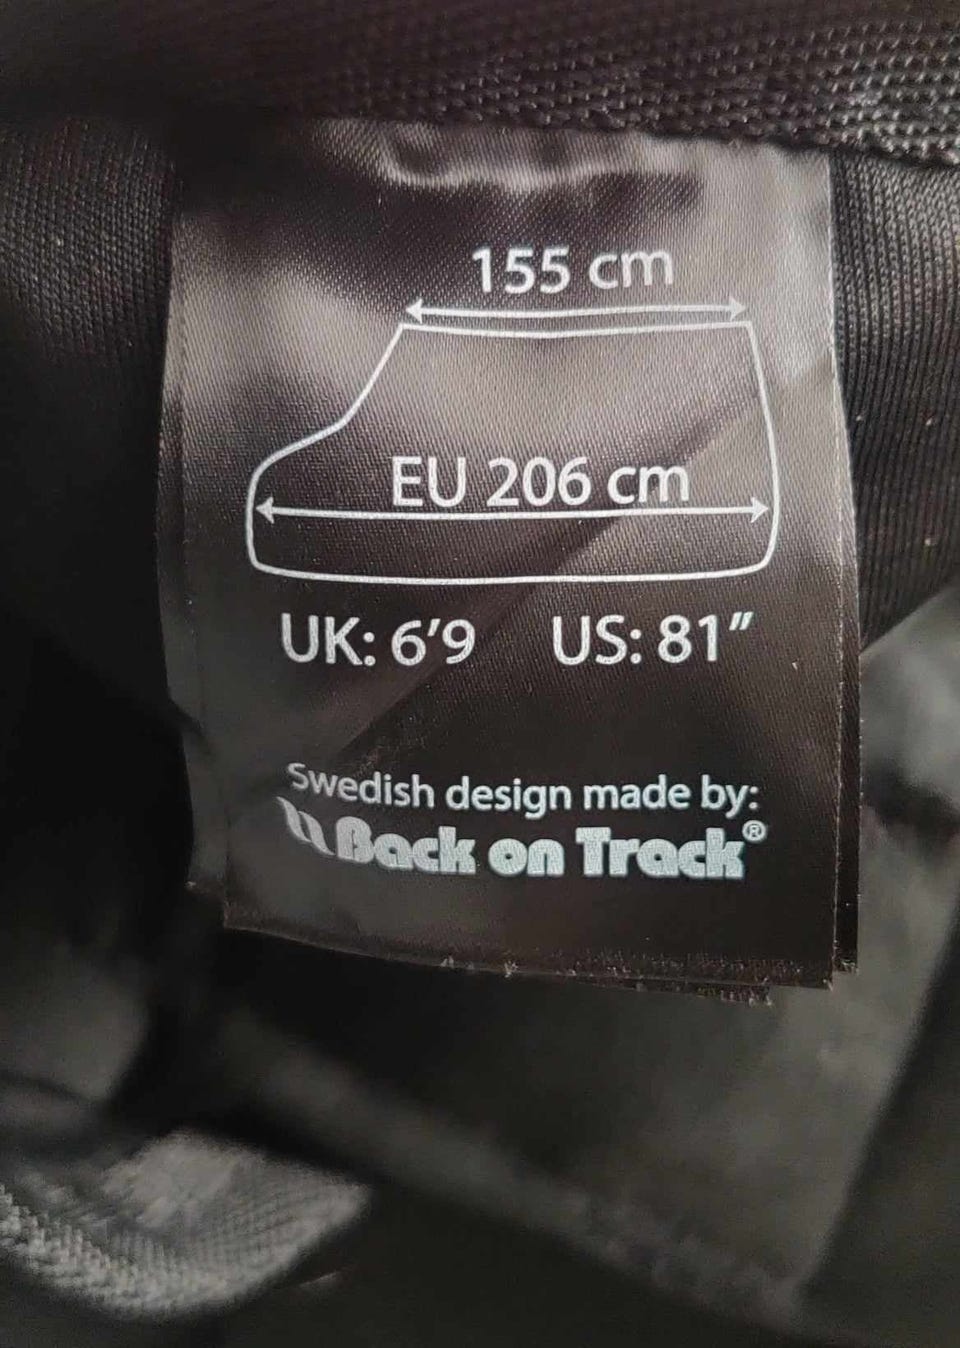 155 cm
EU 206 cm
UK: 6’9 US: 81”
Swedish design made by:
Back on Track®